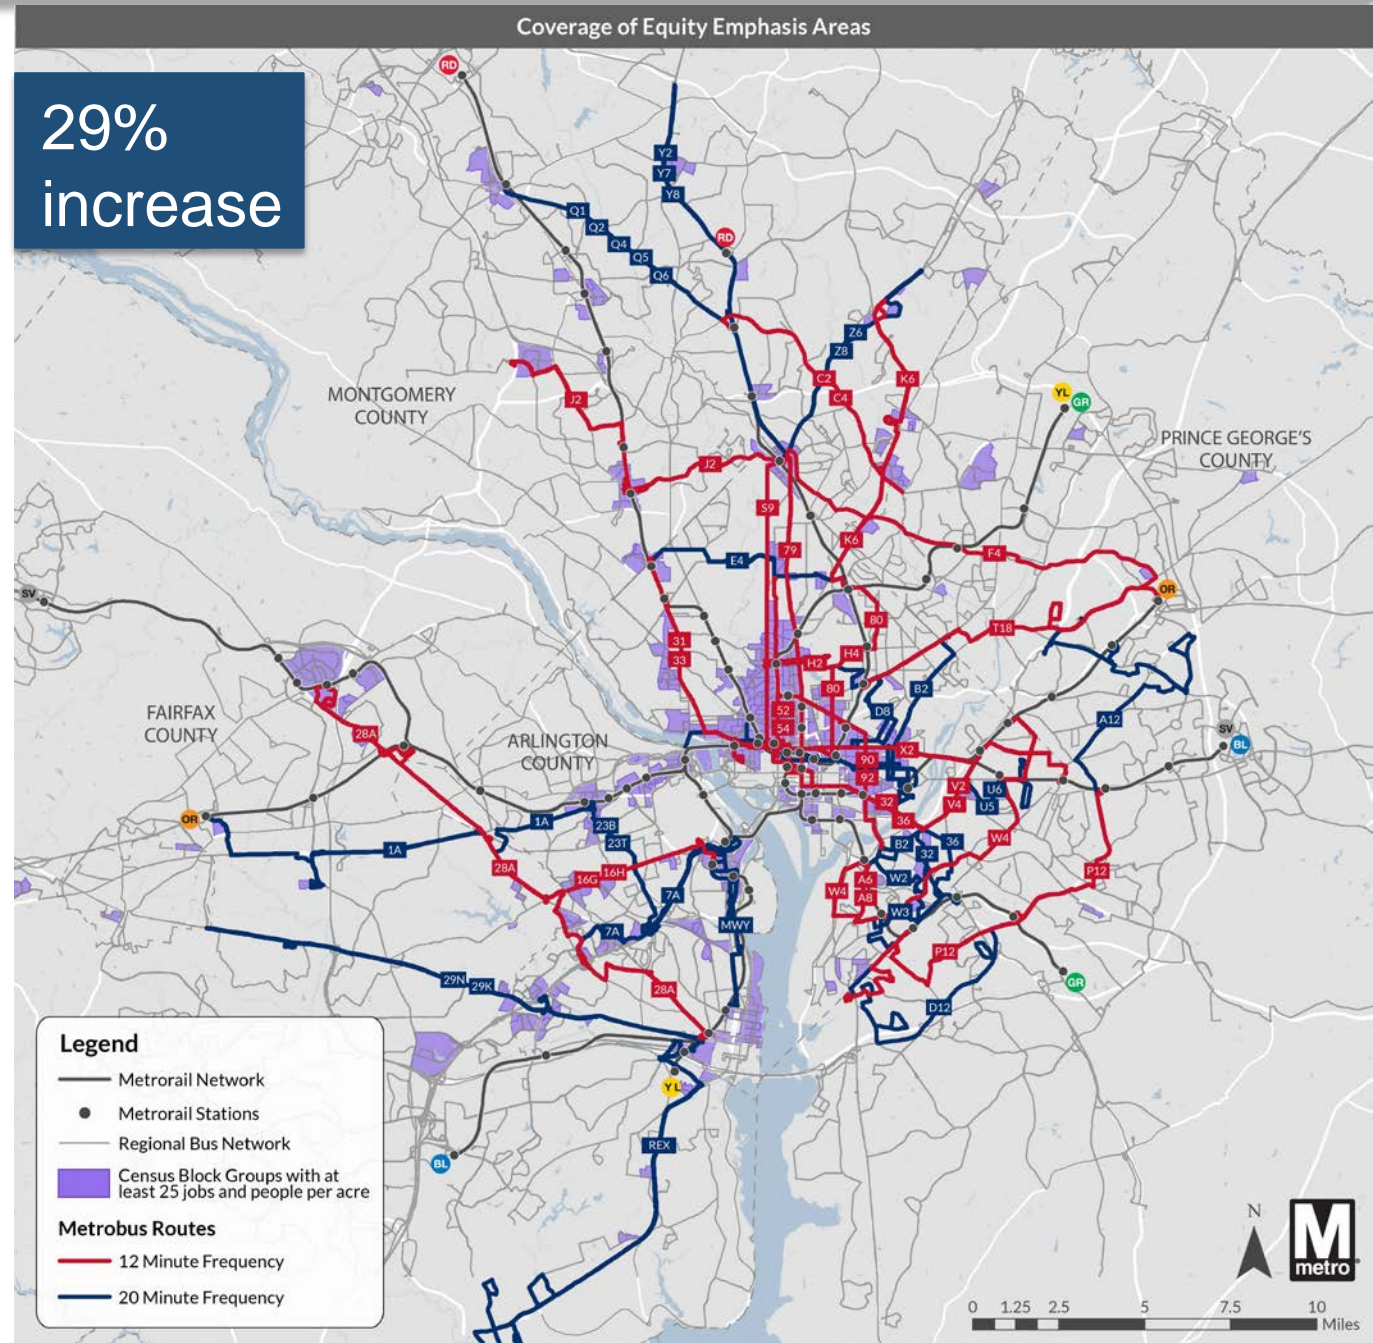 Coverage of Equity Emphasis Areas
29%
increase
RD
Y2
Y7
Y8
Q1
Q2
Q4
Q5
Q6
RD
Z6
Z8
C2
C4
K6
J2
MONTGOMERY
COUNTY
YL
GR
PRINCE GEORGE'S
COUNTY
J2
S9
79
K6
E4
F4
SV
OR
80
T18
31
33
H2
H4
80
B2
52
54
D8
A12
FAIRFAX
COUNTY
28A
ARLINGTON
COUNTY
X2
SV
BL
90
92
V2
V4
U6
U5
32
36
OR
1A
1A
23B
23T
W4
B2
32
36
28A
16G
16H
W2
P12
7A
W4
A6
A8
W3
7A
MWY
P12
29N
29K
28A
GR
D12
YL
REX
BL
Legend
Metrorail Network
Metrorail Stations
Regional Bus Network
Census Block Groups with at
least 25 jobs and people per acre
Metrobus Routes
12 Minute Frequency
20 Minute Frequency
N
M
metro
0 1.25 2.5 5 7.5 10
Miles